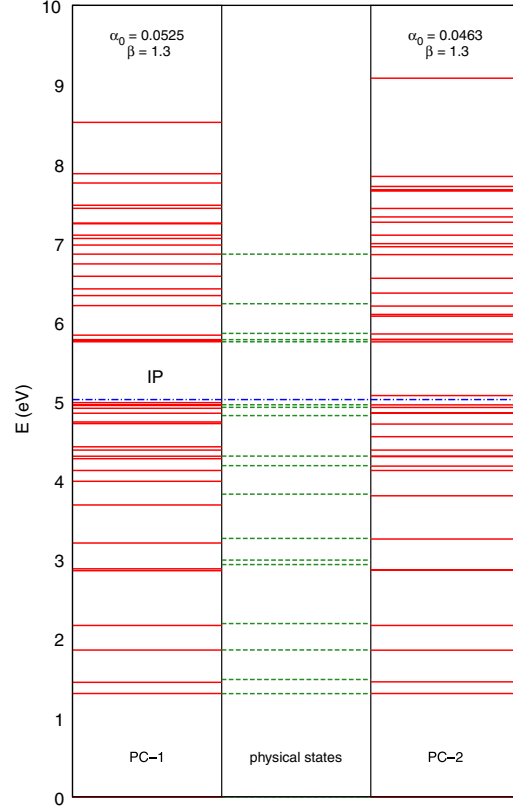 10
α0 = 0.0525
β = 1.3
α0 = 0.0463
β = 1.3
9
8
7
6
IP
5
E (eV)
4
3
2
1
PC−1
physical states
PC−2
0